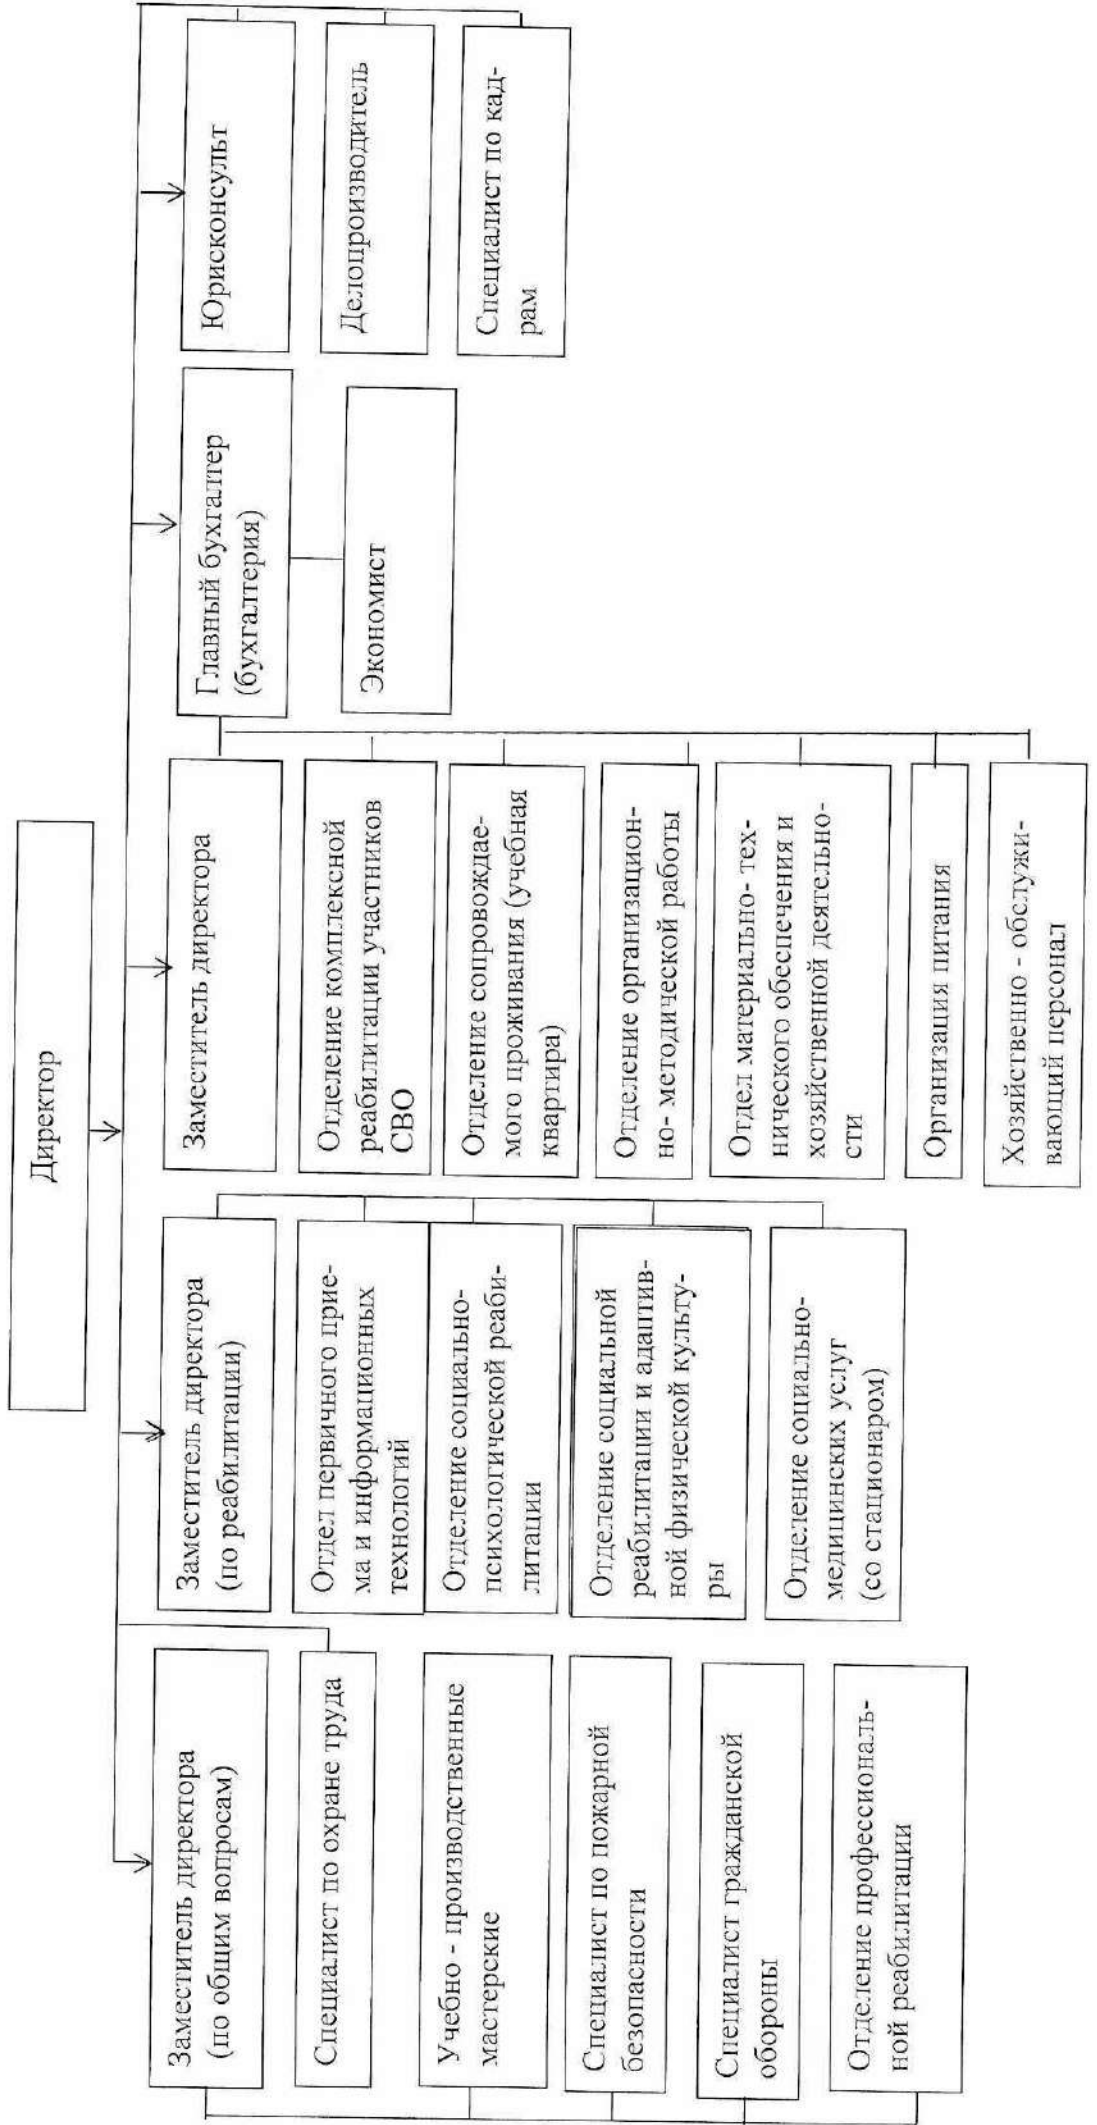 Директор
Заместитель директора
(по общим вопросам)
Специалист по охране труда
Учебно - производственные
мастерские
Специалист по пожарной
безопасности
Специалист гражданской
обороны
Отделение профессиональ-
ной реабилитации
Заместитель директора
(по реабилитации)
Отдел первичного прие-
ма и информационных
технологий
Отделение социально-
психологической реаби-
литации
Отделение социальной
реабилитации и адаптив-
ной физической культу-
ры
Отделение социально-
медицинских услуг
(со стационаром)
Заместитель директора
Отделение комплексной
реабилитации участников
СВО
Отделение сопровождае-
мого проживания (учебная
квартира)
Отделение организацион-
но- методической работы
Отдел материально- тех-
нического обеспечения и
хозяйственной деятельно-
сти
Организация питания
Хозяйственно - обслужи-
вающий персонал
Главный бухгалтер
(бухгалтерия)
Экономист
Юрисконсульт
Делопроизводитель
Специалист по кад-
рам